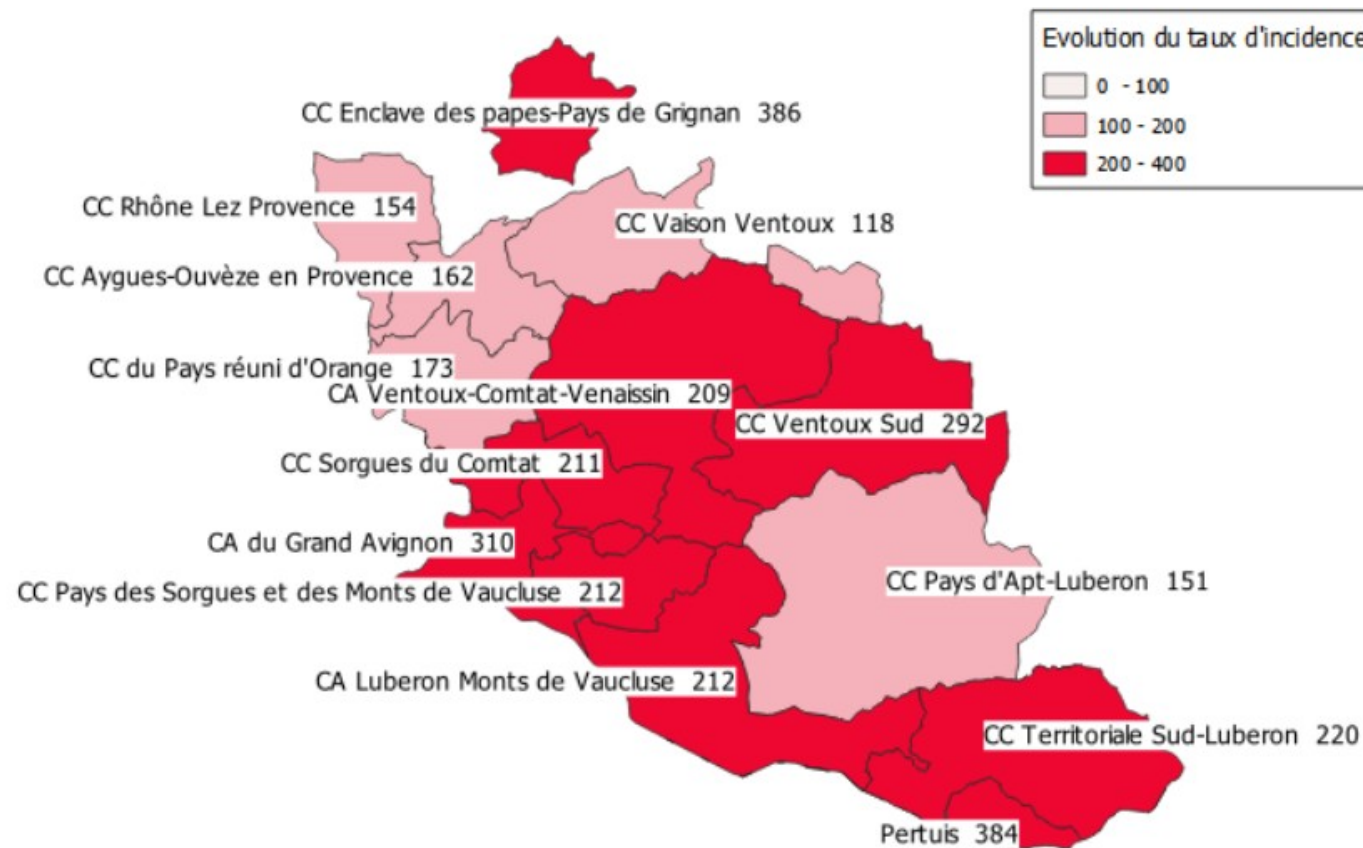 Evolution du taux d'incidence
0 - 100
100 - 200
200 - 400
CC Enclave des papes-Pays de Grignan 386
CC Rhône Lez Provence 154
CC Vaison Ventoux 118
CC Aygues-Ouvèze en Provence 162
CC du Pays réuni d'Orange 173
CA Ventoux-Comtat-Venaissin 209
CC Ventoux Sud 292
CC Sorgues du Comtat 211
CA du Grand Avignon 310
CC Pays d'Apt-Luberon 151
CC Pays des Sorgues et des Monts de Vaucluse 212
CA Luberon Monts de Vaucluse 212
CC Territoriale Sud-Luberon 220
Pertuis 384